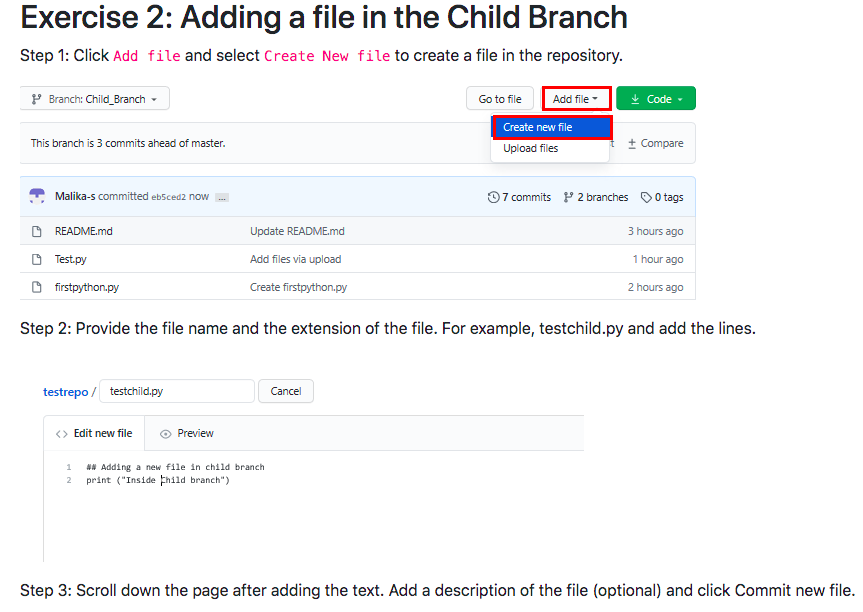 Exercise 2: Adding a file in the Child Branch
Step 1: Click Add file and select Create New file to create a file in the repository.
Branch: Child_Branch
Go to file
Add file
Code
Create new file
Upload files
This branch is 3 commits ahead of master.
Compare
Malika-s committed eb5ced2 now ...
7 commits
2 branches
0 tags
README.md Update README.md 3 hours ago
Test.py Add files via upload 1 hour ago
firstpython.py Create firstpython.py 2 hours ago
Step 2: Provide the file name and the extension of the file. For example, testchild.py and add the lines.
testrepo / testchild.py Cancel
<> Edit new file Preview
1 ## Adding a new file in child branch
2 print ("Inside Child branch")
Step 3: Scroll down the page after adding the text. Add a description of the file (optional) and click Commit new file.